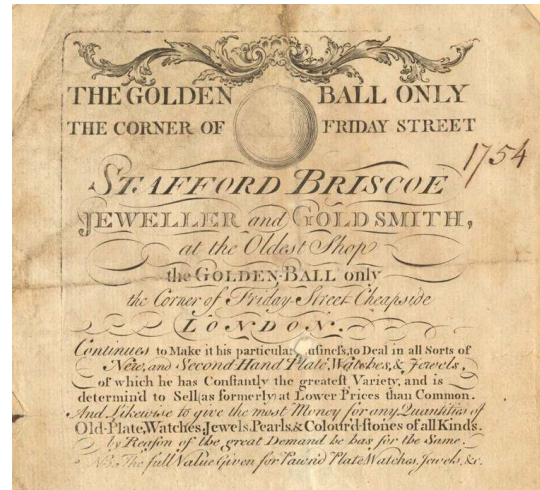 THE GOLDEN BALL ONLY
THE CORNER OF FRIDAY STREET
1754
STAFFORD BRISCOE
JEWELLER and GOLDSMITH,
at the Oldest Shop
the GOLDEN-BALL only
the Corner of Friday-Street Cheapside
LONDON.
Continues to Make it his particular usineſs, to Deal in all Sorts of
New, and Second Hand Plate, Watches, & Jewels,
of which he has Conſtantly the greateſt Variety, and is
determin'd to Sell (as formerly) at Lower Prices than Common.
And Likewise to give the most Money for any Quantities of
Old-Plate, Watches, Jewels, Pearls, & Colour'd-ſtones of all Kinds.
by Reaſon of the great Demand he has for the Same.
NB. The full Value Given for Pawn'd Plate Watches, Jewels, &c.